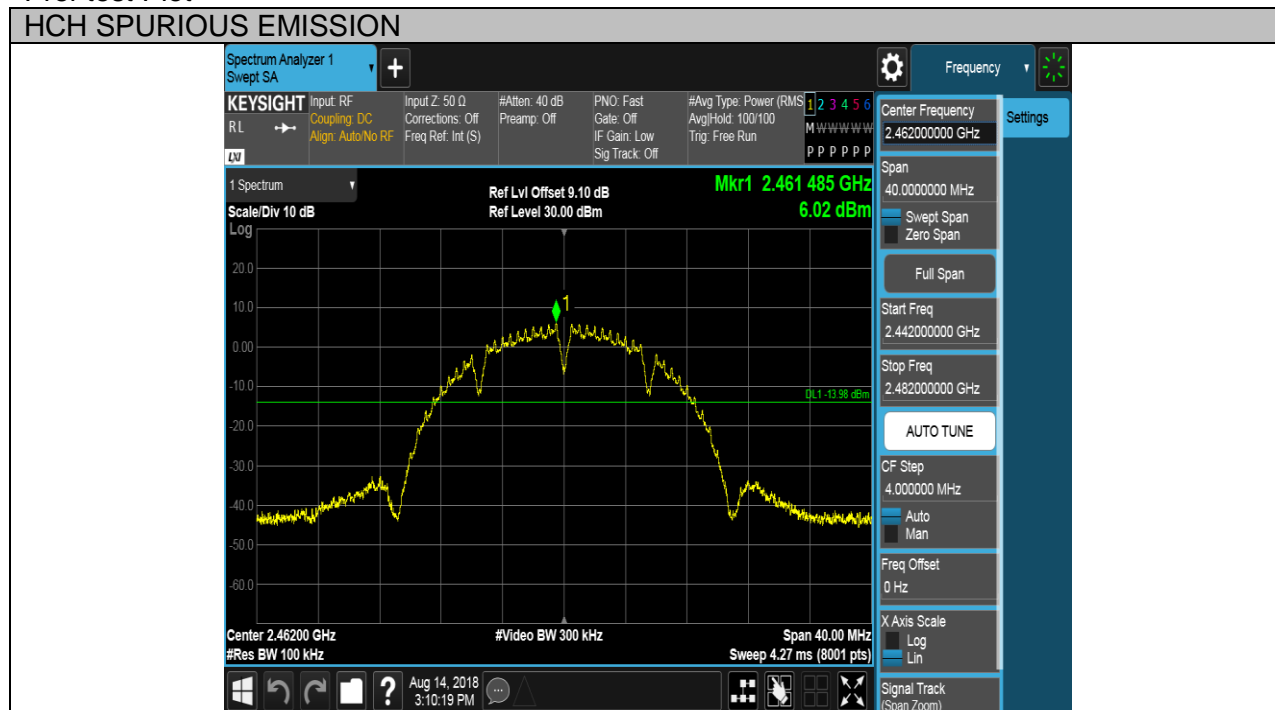 HCH SPURIOUS EMISSION
Spectrum Analyzer 1
Swept SA
+
Frequency
KEYSIGHT
RL
LXI
Input: RF
Coupling: DC
Align: Auto/No RF
Input Z: 50 Ω
Corrections: Off
Freq Ref: Int (S)
#Atten: 40 dB
Preamp: Off
PNO: Fast
Gate: Off
IF Gain: Low
Sig Track: Off
#Avg Type: Power (RMS
Avg|Hold: 100/100
Trig: Free Run
1 2 3 4 5 6
M W W W W W
P P P P P P
1 Spectrum
Scale/Div 10 dB
Log
Ref Lvl Offset 9.10 dB
Ref Level 30.00 dBm
Mkr1 2.461 485 GHz
6.02 dBm
20.0
10.0
0.00
-10.0
-20.0
-30.0
-40.0
-50.0
-60.0
1
DL1 -13.98 dBm
Center 2.46200 GHz
#Res BW 100 kHz
#Video BW 300 kHz
Span 40.00 MHz
Sweep 4.27 ms (8001 pts)
?
Aug 14, 2018
3:10:19 PM
Center Frequency
2.462000000 GHz
Settings
Span
40.0000000 MHz
Swept Span
Zero Span
Full Span
Start Freq
2.442000000 GHz
Stop Freq
2.482000000 GHz
AUTO TUNE
CF Step
4.000000 MHz
Auto
Man
Freq Offset
0 Hz
X Axis Scale
Log
Lin
Signal Track
(Span Zoom)